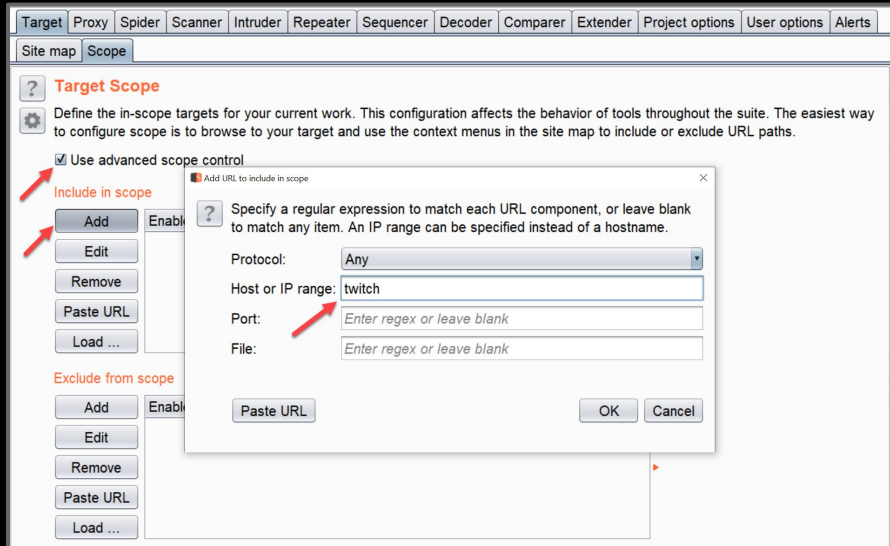 Target Proxy Spider Scanner Intruder Repeater Sequencer Decoder Comparer Extender Project options User options Alerts
Site map Scope
? Target Scope
Define the in-scope targets for your current work. This configuration affects the behavior of tools throughout the suite. The easiest way
to configure scope is to browse to your target and use the context menus in the site map to include or exclude URL paths.
Use advanced scope control
Include in scope
Add
Edit
Remove
Paste URL
Load ...
Add URL to include in scope
? Specify a regular expression to match each URL component, or leave blank
to match any item. An IP range can be specified instead of a hostname.
Protocol: Any
Host or IP range: twitch
Port: Enter regex or leave blank
File: Enter regex or leave blank
Paste URL OK Cancel
Exclude from scope
Add
Edit
Remove
Paste URL
Load ...